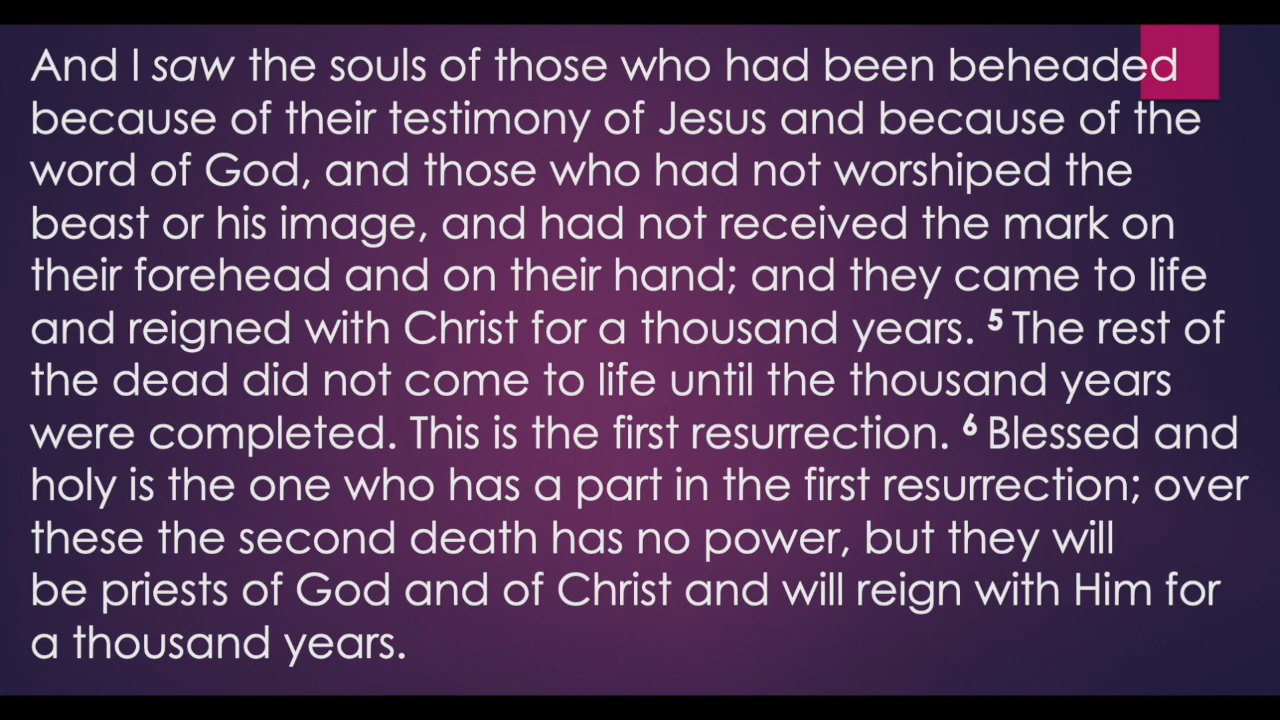 And I saw the souls of those who had been beheaded
because of their testimony of Jesus and because of the
word of God, and those who had not worshiped the
beast or his image, and had not received the mark on
their forehead and on their hand; and they came to life
and reigned with Christ for a thousand years. 5 The rest of
the dead did not come to life until the thousand years
were completed. This is the first resurrection. 6 Blessed and
holy is the one who has a part in the first resurrection; over
these the second death has no power, but they will
be priests of God and of Christ and will reign with Him for
a thousand years.